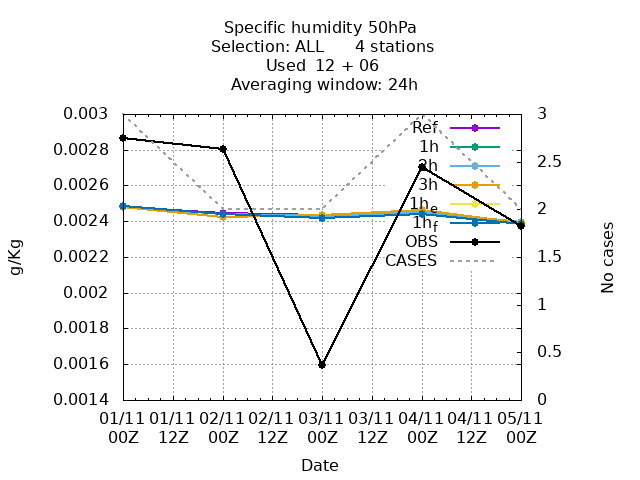 Specific humidity 50hPa
Selection: ALL 4 stations
Used 12 + 06
Averaging window: 24h
0.003
0.0028
0.0026
0.0024
0.0022
0.002
0.0018
0.0016
0.0014
g/Kg
3
2.5
2
1.5
1
0.5
0
No cases
Ref
1h
2h
3h
1h_e
1h_f
OBS
CASES
01/11 01/11 02/11 02/11 03/11 03/11 04/11 04/11 05/11
00Z 12Z 00Z 12Z 00Z 12Z 00Z 12Z 00Z
Date